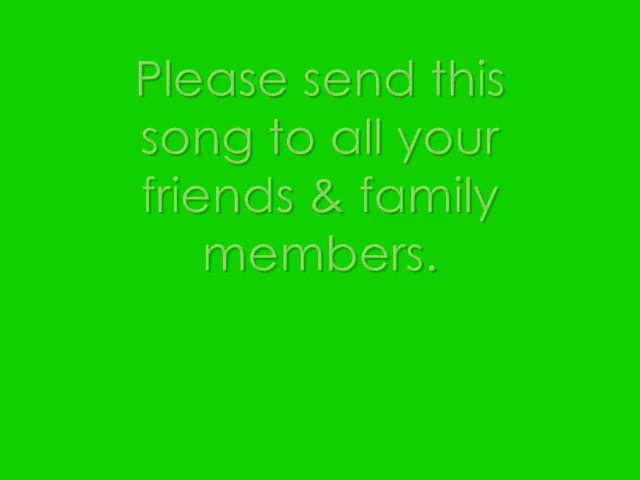 Please send this
song to all your
friends & family
members.